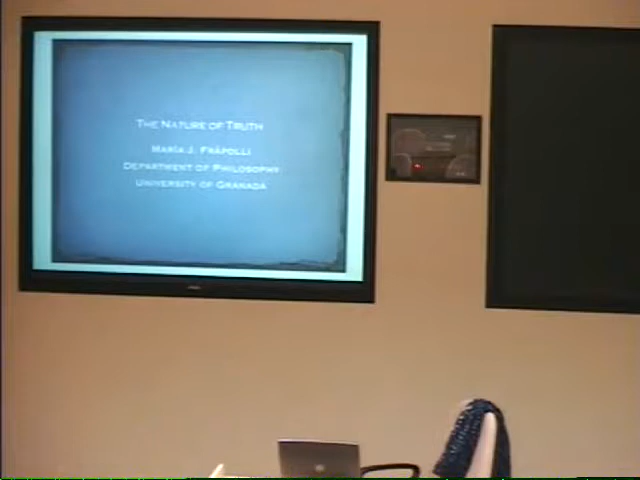 The Nature of Truth
María J. Frápolli
Department of Philosophy
University of Granada